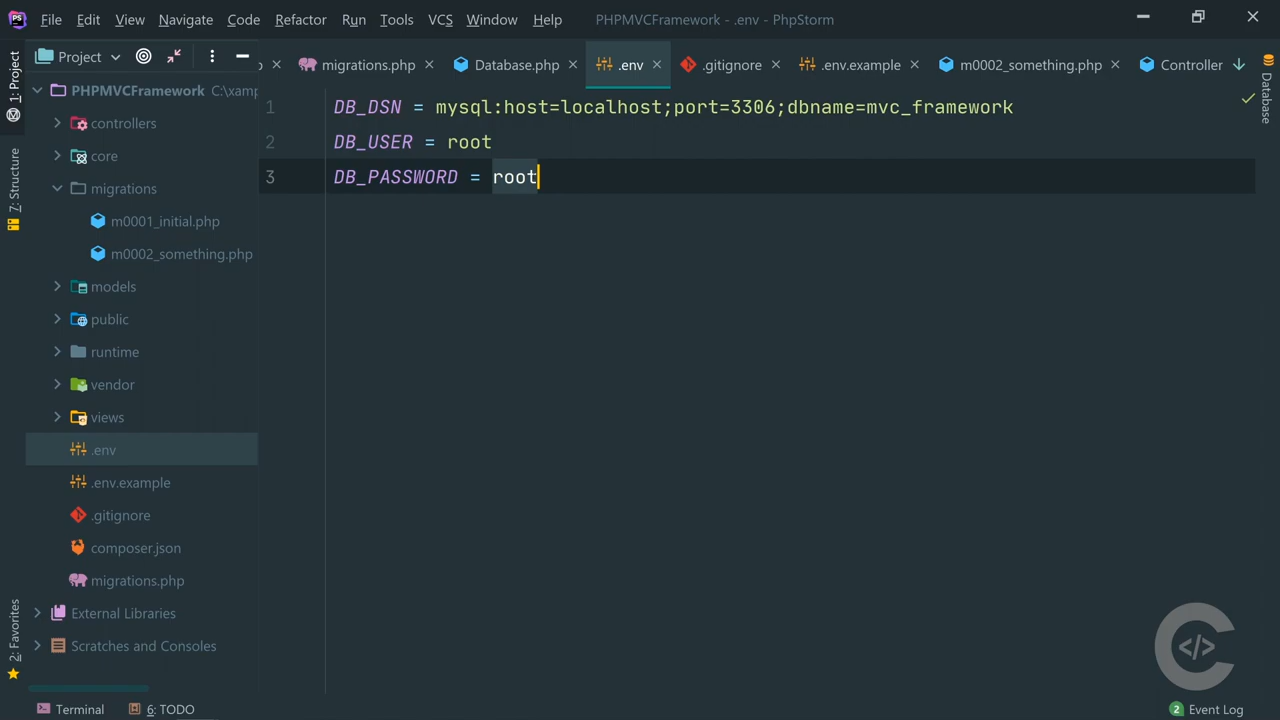 File Edit View Navigate Code Refactor Run Tools VCS Window Help PHPMVCFramework - .env - PhpStorm
Project
migrations.php Database.php .env .gitignore .env.example m0002_something.php Controller
1: Project
7: Structure
2: Favorites
Database
PHPMVCFramework C:\xamp
controllers
core
migrations
m0001_initial.php
m0002_something.php
models
public
runtime
vendor
views
.env
.env.example
.gitignore
composer.json
migrations.php
External Libraries
Scratches and Consoles
1 DB_DSN = mysql:host=localhost;port=3306;dbname=mvc_framework
2 DB_USER = root
3 DB_PASSWORD = root
Terminal 6: TODO 2 Event Log